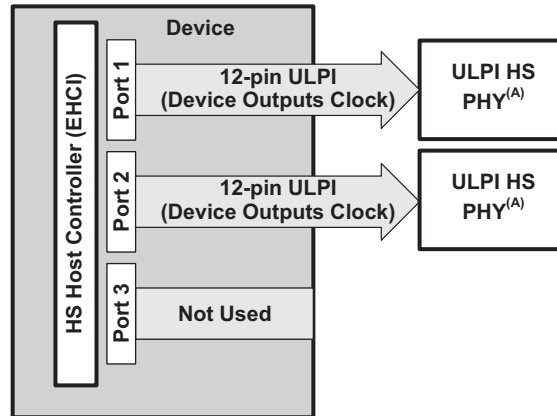 Device
HS Host Controller (EHCI)
Port 1
12-pin ULPI
(Device Outputs Clock)
ULPI HS
PHY(A)
Port 2
12-pin ULPI
(Device Outputs Clock)
ULPI HS
PHY(A)
Port 3
Not Used